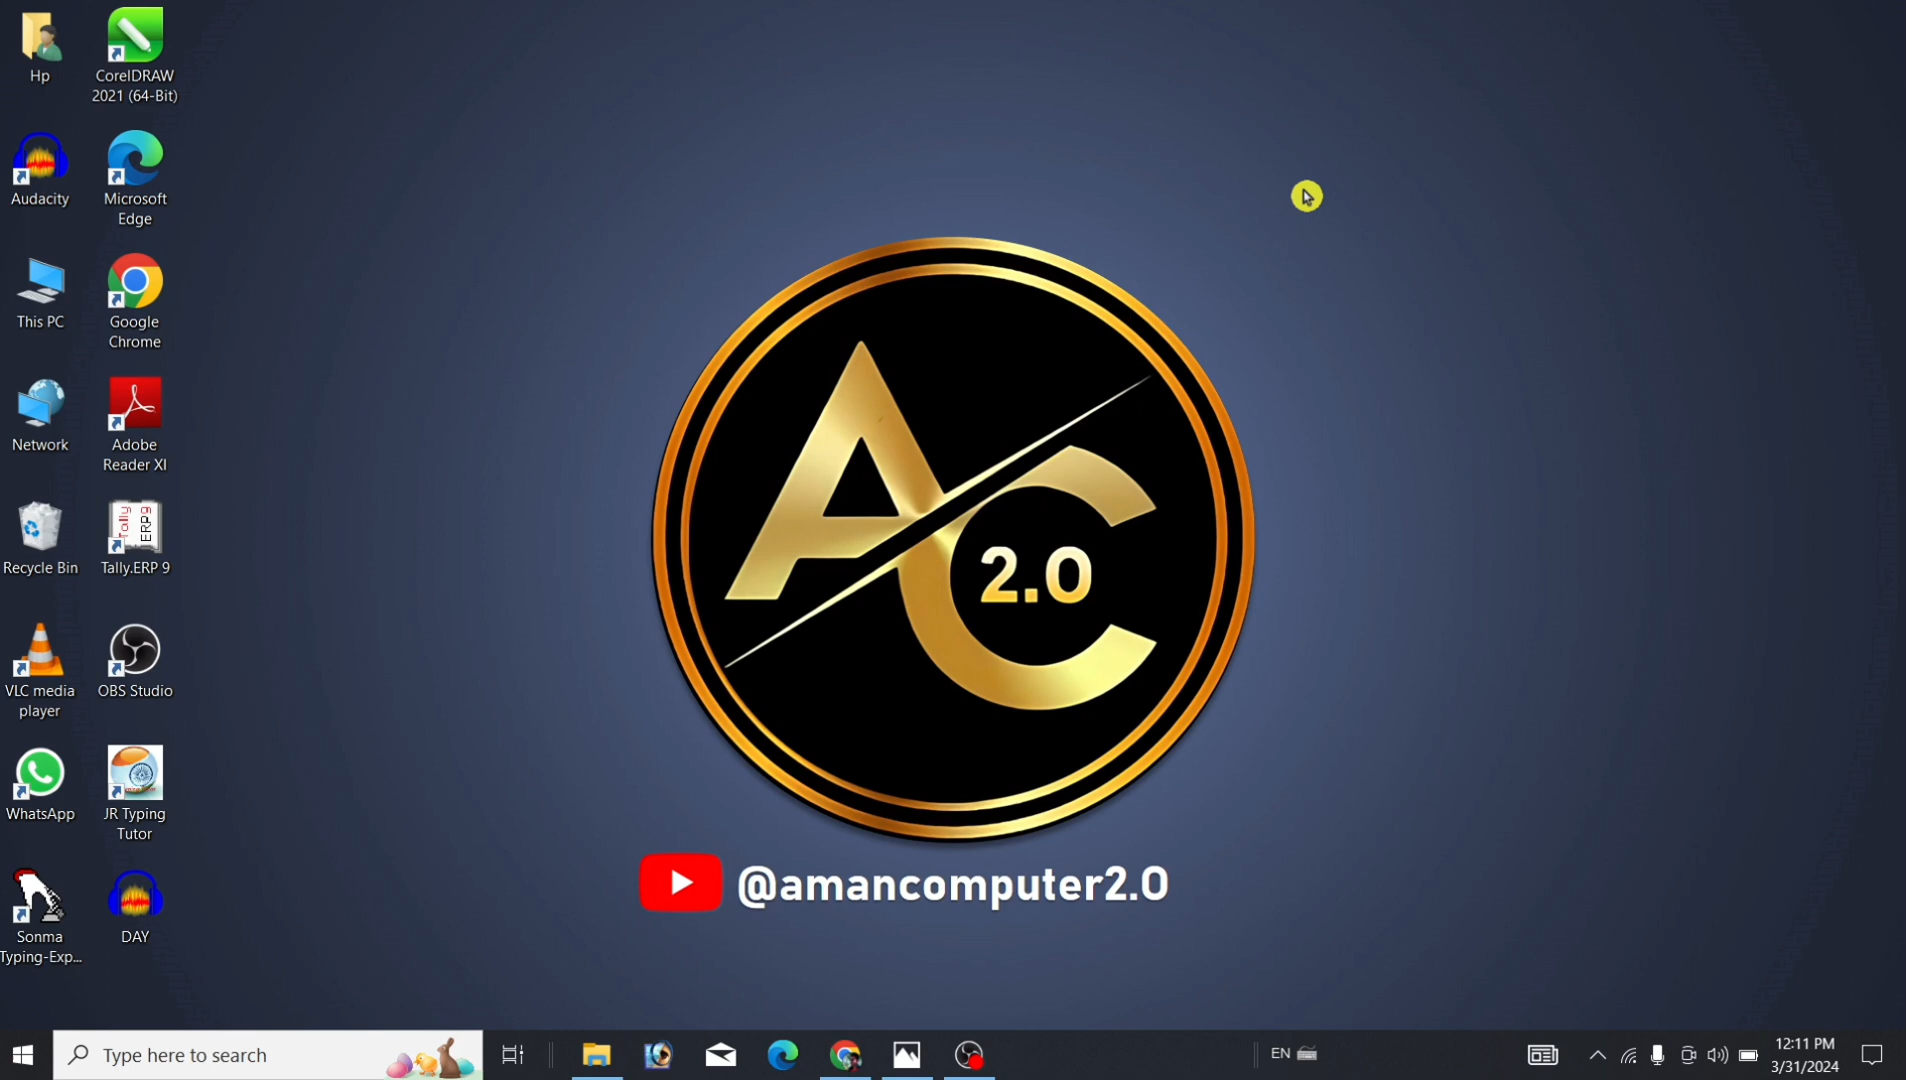 Hp
CorelDRAW
2021 (64-Bit)
Audacity
Microsoft
Edge
This PC
Google
Chrome
Network
Adobe
Reader XI
Recycle Bin
Tally
ERP9
Tally.ERP 9
VLC media
player
OBS Studio
WhatsApp
JR Typing
Tutor
Sonma
Typing-Exp...
DAY
AC
2.0
@amancomputer2.0
Type here to search
EN
12:11 PM
3/31/2024